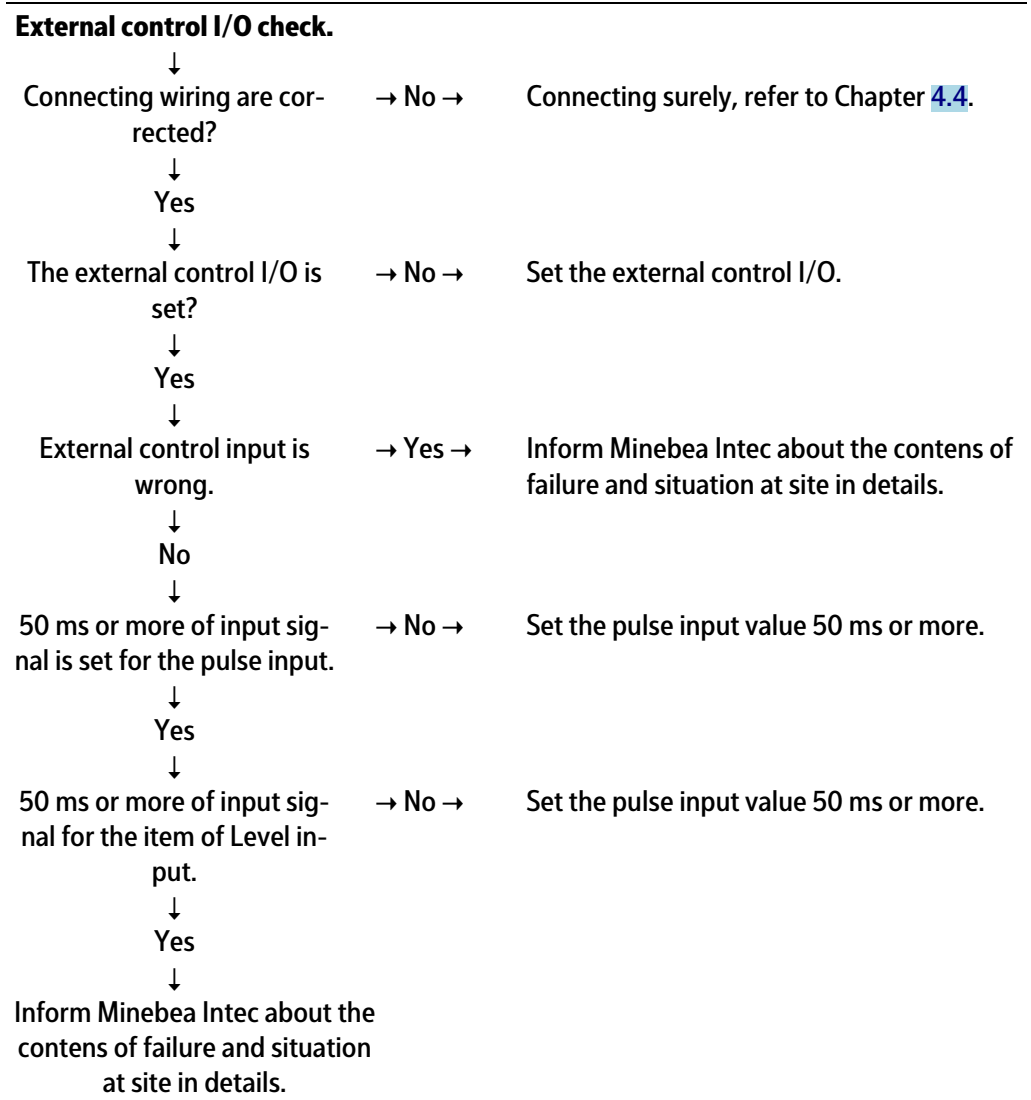 External control I/O check.
↓
Connecting wiring are cor- → No → Connecting surely, refer to Chapter 4.4.
rected?
↓
Yes
↓
The external control I/O is → No → Set the external control I/O.
set?
↓
Yes
↓
External control input is → Yes → Inform Minebea Intec about the contens of
wrong. failure and situation at site in details.
↓
No
↓
50 ms or more of input sig- → No → Set the pulse input value 50 ms or more.
nal is set for the pulse input.
↓
Yes
↓
50 ms or more of input sig- → No → Set the pulse input value 50 ms or more.
nal for the item of Level in-
put.
↓
Yes
↓
Inform Minebea Intec about the
contens of failure and situation
at site in details.